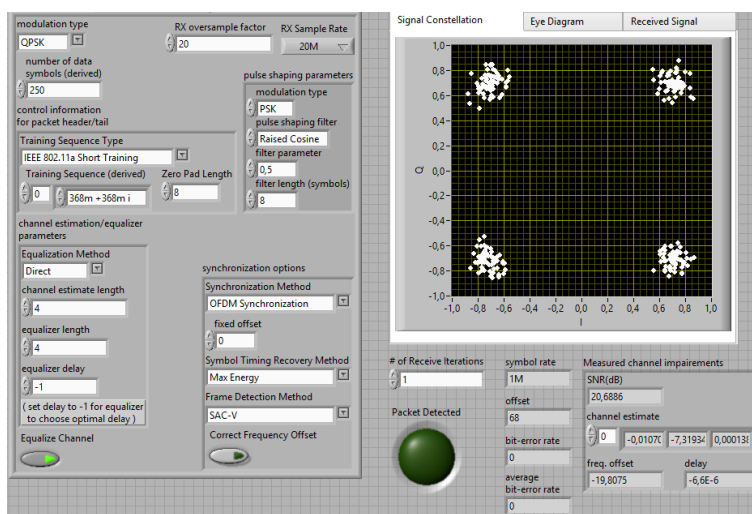 modulation type
QPSK
number of data
symbols (derived)
250
control information
for packet header/tail
RX oversample factor
20
RX Sample Rate
20M
pulse shaping parameters
modulation type
PSK
pulse shaping filter
Raised Cosine
filter parameter
0,5
filter length (symbols)
8
Training Sequence Type
IEEE 802.11a Short Training
Training Sequence (derived)
0
368m +368m i
Zero Pad Length
8
channel estimation/equalizer
parameters
Equalization Method
Direct
channel estimate length
4
equalizer length
4
equalizer delay
-1
( set delay to -1 for equalizer
to choose optimal delay )
Equalize Channel
synchronization options
Synchronization Method
OFDM Synchronization
fixed offset
0
Symbol Timing Recovery Method
Max Energy
Frame Detection Method
SAC-V
Correct Frequency Offset
Signal Constellation
Eye Diagram
Received Signal
1,0
0,8
0,6
0,4
0,2
0,0
-0,2
-0,4
-0,6
-0,8
-1,0
Q
-1,0 -0,8 -0,6 -0,4 -0,2 0,0 0,2 0,4 0,6 0,8 1,0
I
# of Receive Iterations
1
Packet Detected
symbol rate
1M
offset
68
bit-error rate
0
average
bit-error rate
0
Measured channel impairments
SNR(dB)
20,6886
channel estimate
0
-0,0107
-7,3193
0,00013
freq. offset
-19,8075
delay
-6,6E-6